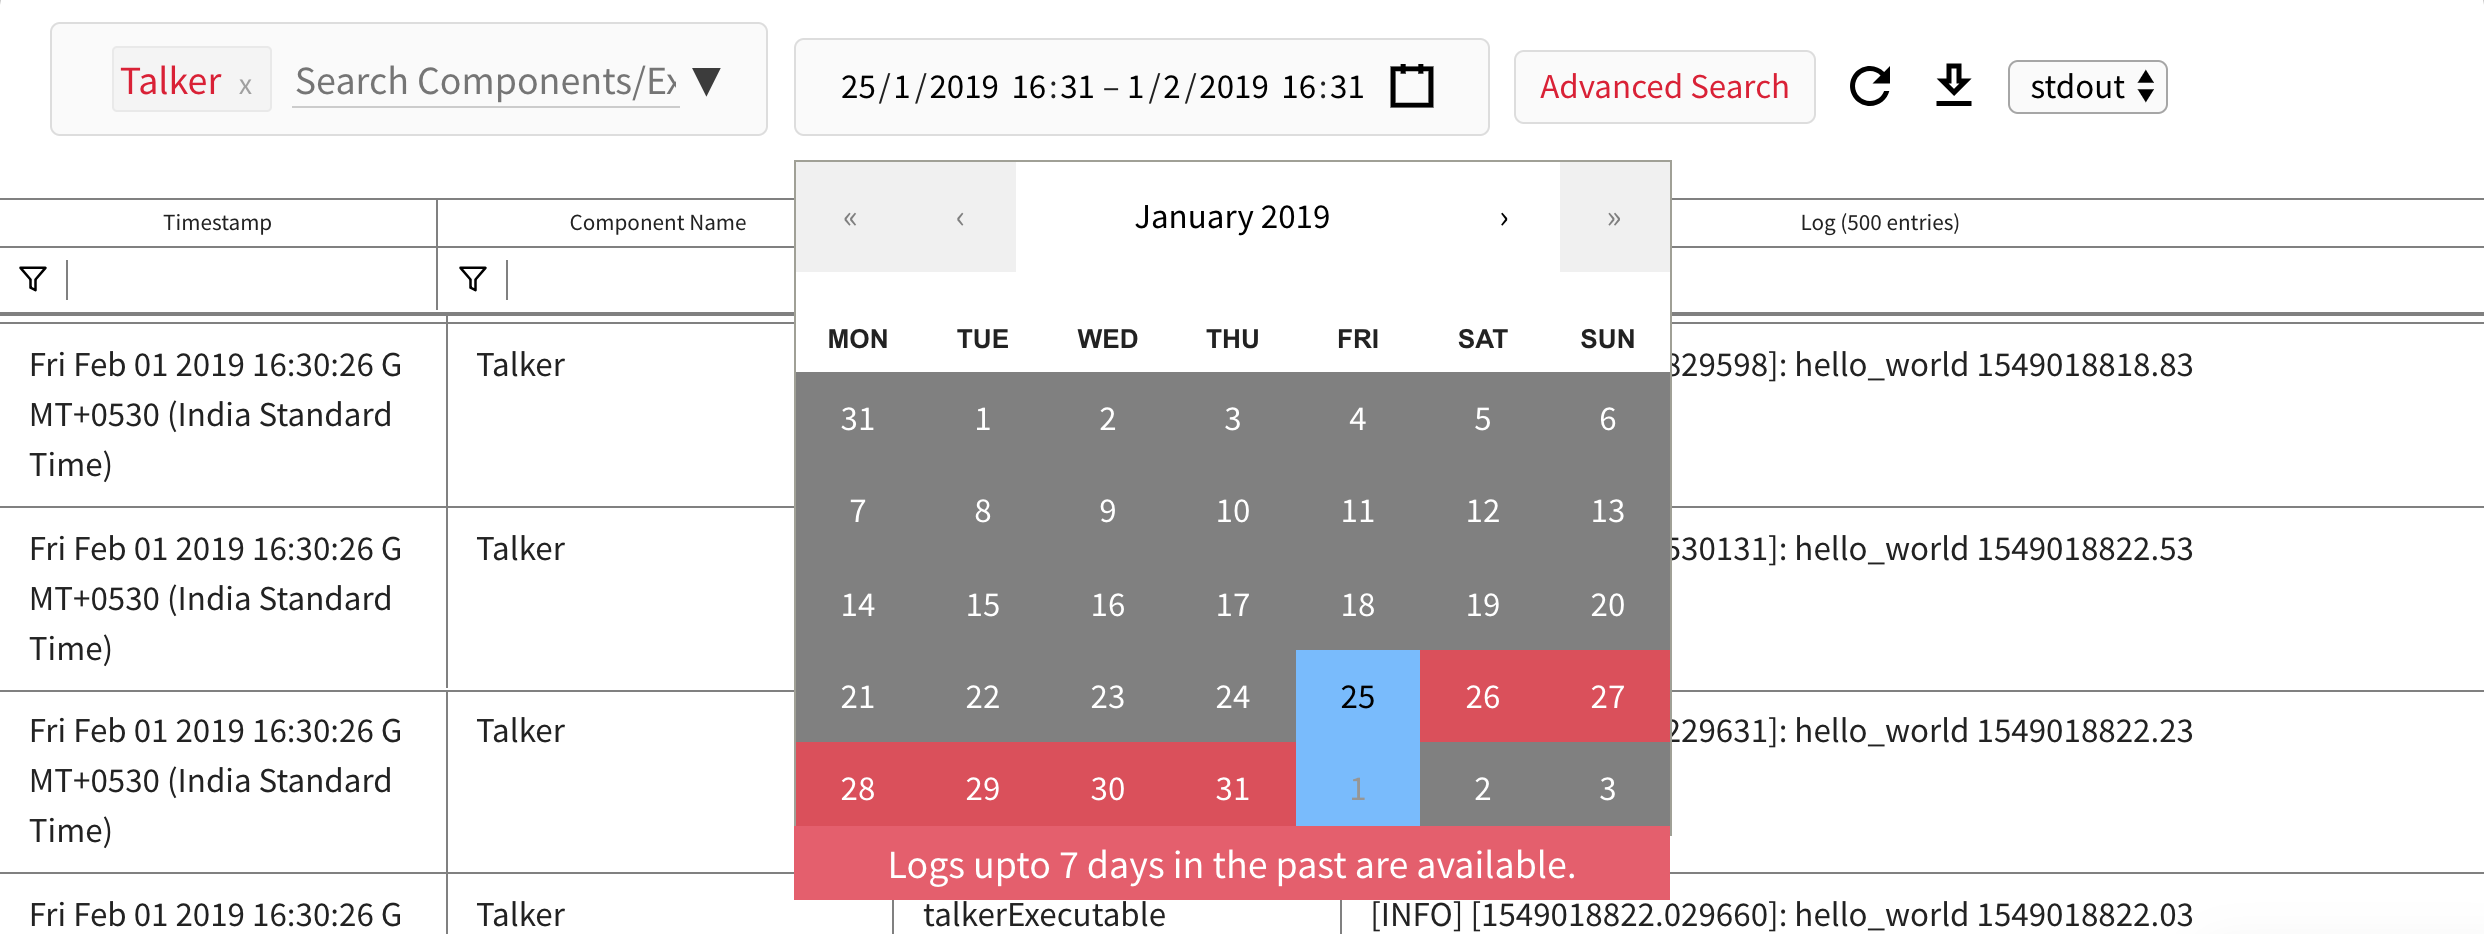 Talker x Search Components/Ex ▼ 25/1/2019 16:31 – 1/2/2019 16:31 Advanced Search stdout
« ‹ January 2019 › »
Timestamp Component Name Log (500 entries)
MON TUE WED THU FRI SAT SUN
31 1 2 3 4 5 6
7 8 9 10 11 12 13
14 15 16 17 18 19 20
21 22 23 24 25 26 27
28 29 30 31 1 2 3
Logs upto 7 days in the past are available.
Fri Feb 01 2019 16:30:26 G
MT+0530 (India Standard
Time)
Talker
829598]: hello_world 1549018818.83
Fri Feb 01 2019 16:30:26 G
MT+0530 (India Standard
Time)
Talker
530131]: hello_world 1549018822.53
Fri Feb 01 2019 16:30:26 G
MT+0530 (India Standard
Time)
Talker
229631]: hello_world 1549018822.23
Fri Feb 01 2019 16:30:26 G
Talker
talkerExecutable
[INFO] [1549018822.029660]: hello_world 1549018822.03